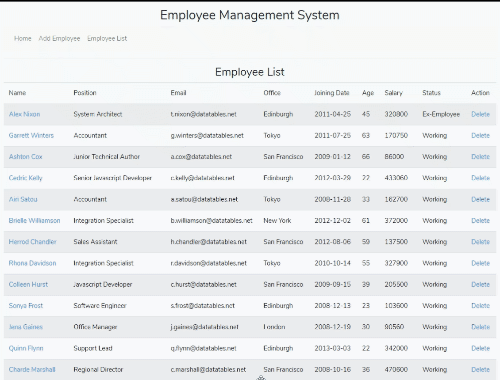 Employee Management System
Home Add Employee Employee List
Employee List
Name Position Email Office Joining Date Age Salary Status Action
Alex Nixon System Architect t.nixon@datatables.net Edinburgh 2011-04-25 45 320800 Ex-Employee Delete
Garrett Winters Accountant g.winters@datatables.net Tokyo 2011-07-25 63 170750 Working Delete
Ashton Cox Junior Technical Author a.cox@datatables.net San Francisco 2009-01-12 66 86000 Working Delete
Cedric Kelly Senior Javascript Developer c.kelly@datatables.net Edinburgh 2012-03-29 22 433060 Working Delete
Airi Satou Accountant a.satou@datatables.net Tokyo 2008-11-28 33 162700 Working Delete
Brielle Williamson Integration Specialist b.williamson@datatables.net New York 2012-12-02 61 372000 Working Delete
Herrod Chandler Sales Assistant h.chandler@datatables.net San Francisco 2012-08-06 59 137500 Working Delete
Rhona Davidson Integration Specialist r.davidson@datatables.net Tokyo 2010-10-14 55 327900 Working Delete
Colleen Hurst Javascript Developer c.hurst@datatables.net San Francisco 2009-09-15 39 205500 Working Delete
Sonya Frost Software Engineer s.frost@datatables.net Edinburgh 2008-12-13 23 103600 Working Delete
Jena Gaines Office Manager j.gaines@datatables.net London 2008-12-19 30 90560 Working Delete
Quinn Flynn Support Lead q.flynn@datatables.net Edinburgh 2013-03-03 22 342000 Working Delete
Charde Marshall Regional Director c.marshall@datatables.net San Francisco 2008-10-16 36 470600 Working Delete